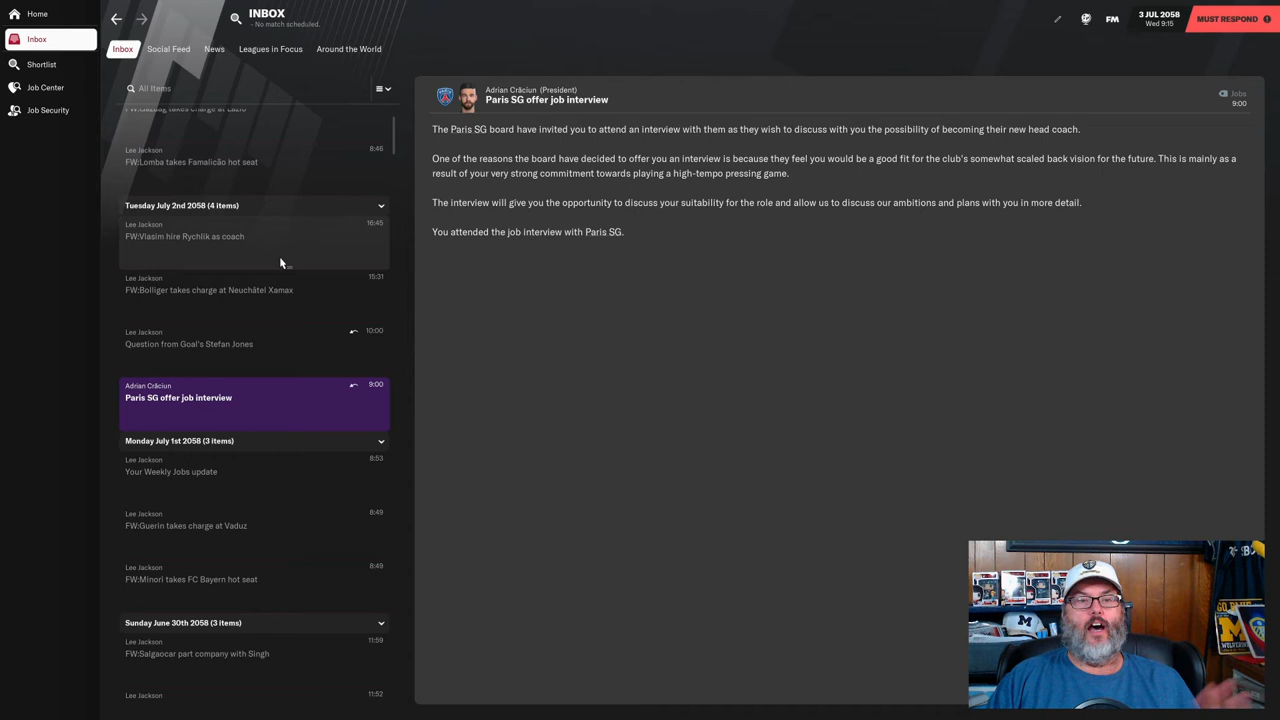 Home
Inbox
Shortlist
Job Center
Job Security
INBOX
- No match scheduled.
FM
3 JUL 2058
Wed 9:15
MUST RESPOND
Inbox
Social Feed
News
Leagues in Focus
Around the World
All Items
FW:Gazdag takes charge at Lazio
Lee Jackson
8:46
FW:Lomba takes Famalicão hot seat
Tuesday July 2nd 2058 (4 items)
Lee Jackson
16:45
FW:Vlasim hire Rychlik as coach
Lee Jackson
15:31
FW:Bolliger takes charge at Neuchâtel Xamax
Lee Jackson
10:00
Question from Goal's Stefan Jones
Adrian Crăciun
9:00
Paris SG offer job interview
Monday July 1st 2058 (3 items)
Lee Jackson
8:53
Your Weekly Jobs update
Lee Jackson
8:49
FW:Guerin takes charge at Vaduz
Lee Jackson
8:49
FW:Minori takes FC Bayern hot seat
Sunday June 30th 2058 (3 items)
Lee Jackson
11:59
FW:Salgaocar part company with Singh
Lee Jackson
11:52
Adrian Crăciun (President)
Paris SG offer job interview
Jobs
9:00
The Paris SG board have invited you to attend an interview with them as they wish to discuss with you the possibility of becoming their new head coach.
One of the reasons the board have decided to offer you an interview is because they feel you would be a good fit for the club's somewhat scaled back vision for the future. This is mainly as a
result of your very strong commitment towards playing a high-tempo pressing game.
The interview will give you the opportunity to discuss your suitability for the role and allow us to discuss our ambitions and plans with you in more detail.
You attended the job interview with Paris SG.
GO BLUE
M
WOLVERINES